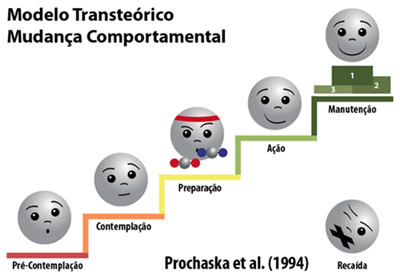 Modelo Transteórico
Mudança Comportamental
1
2
3
Manutenção
Ação
Preparação
Contemplação
Pré-Contemplação
Prochaska et al. (1994)
Recaída